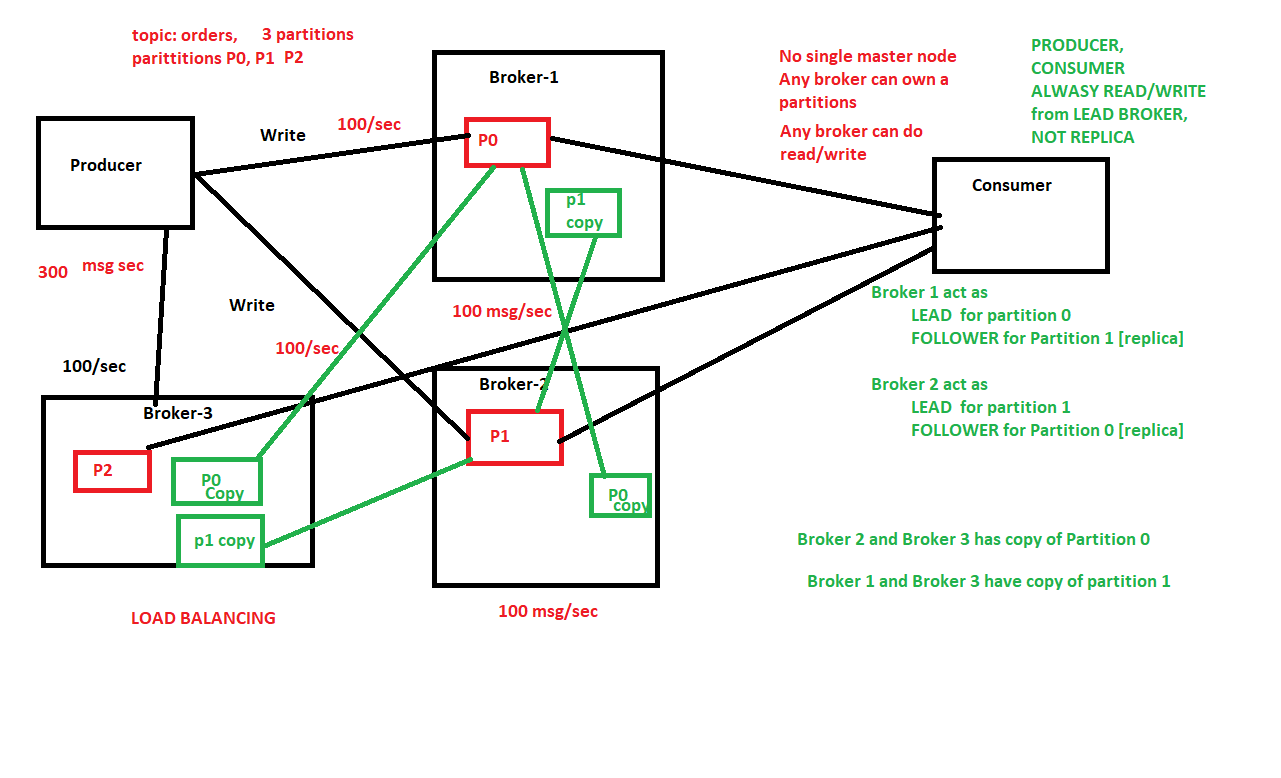 topic: orders, 3 partitions
parittitions P0, P1 P2
Producer
300 msg sec
Write
100/sec
Write
100/sec
100/sec
Broker-1
P0
p1
copy
100 msg/sec
Broker-2
P1
P0
copy
100 msg/sec
Broker-3
P2
P0
Copy
p1 copy
LOAD BALANCING
No single master node
Any broker can own a
partitions
Any broker can do
read/write
PRODUCER,
CONSUMER
ALWASY READ/WRITE
from LEAD BROKER,
NOT REPLICA
Consumer
Broker 1 act as
LEAD for partition 0
FOLLOWER for Partition 1 [replica]
Broker 2 act as
LEAD for partition 1
FOLLOWER for Partition 0 [replica]
Broker 2 and Broker 3 has copy of Partition 0
Broker 1 and Broker 3 have copy of partition 1